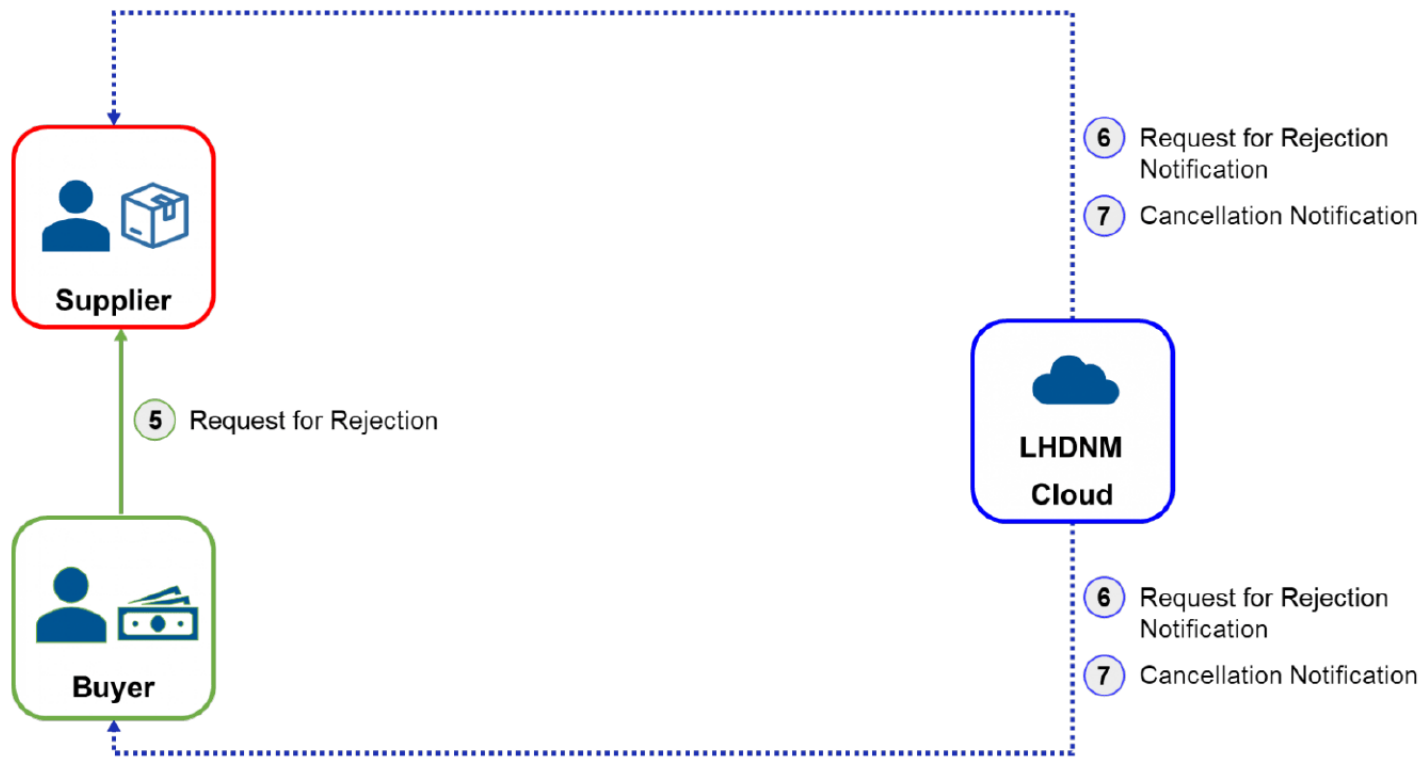 6 Request for Rejection
Notification
7 Cancellation Notification
Supplier
5 Request for Rejection
LHDNM
Cloud
6 Request for Rejection
Notification
7 Cancellation Notification
Buyer